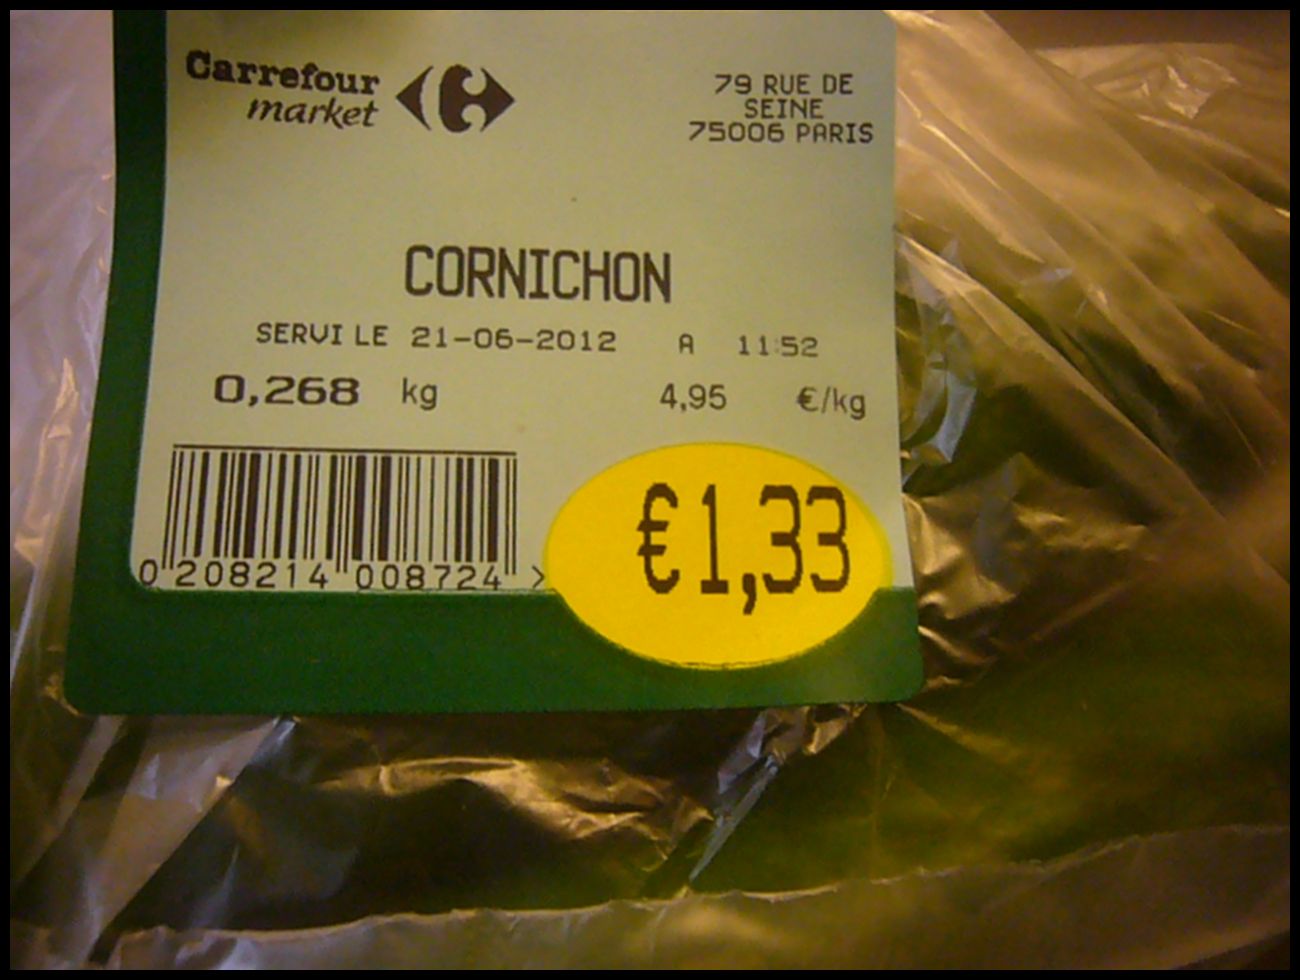 Carrefour
market
79 RUE DE
SEINE
75006 PARIS
CORNICHON
SERVI LE 21-06-2012 A 11:52
0,268 kg 4,95 €/kg
€1,33
0 208214 008724 >